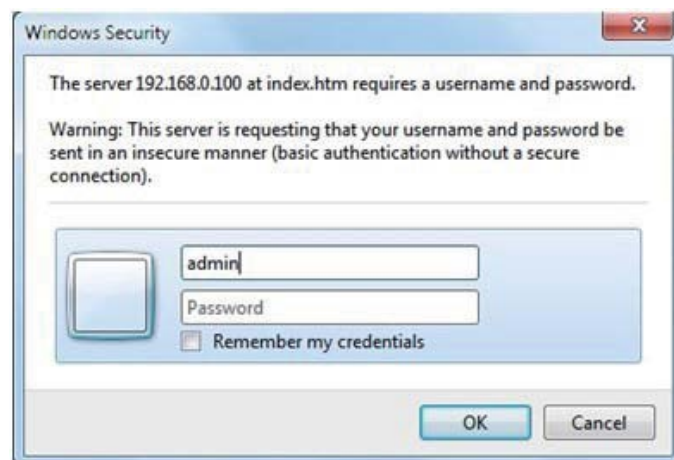 Windows Security
The server 192.168.0.100 at index.htm requires a username and password.
Warning: This server is requesting that your username and password be
sent in an insecure manner (basic authentication without a secure
connection).
admin
Password
Remember my credentials
OK
Cancel